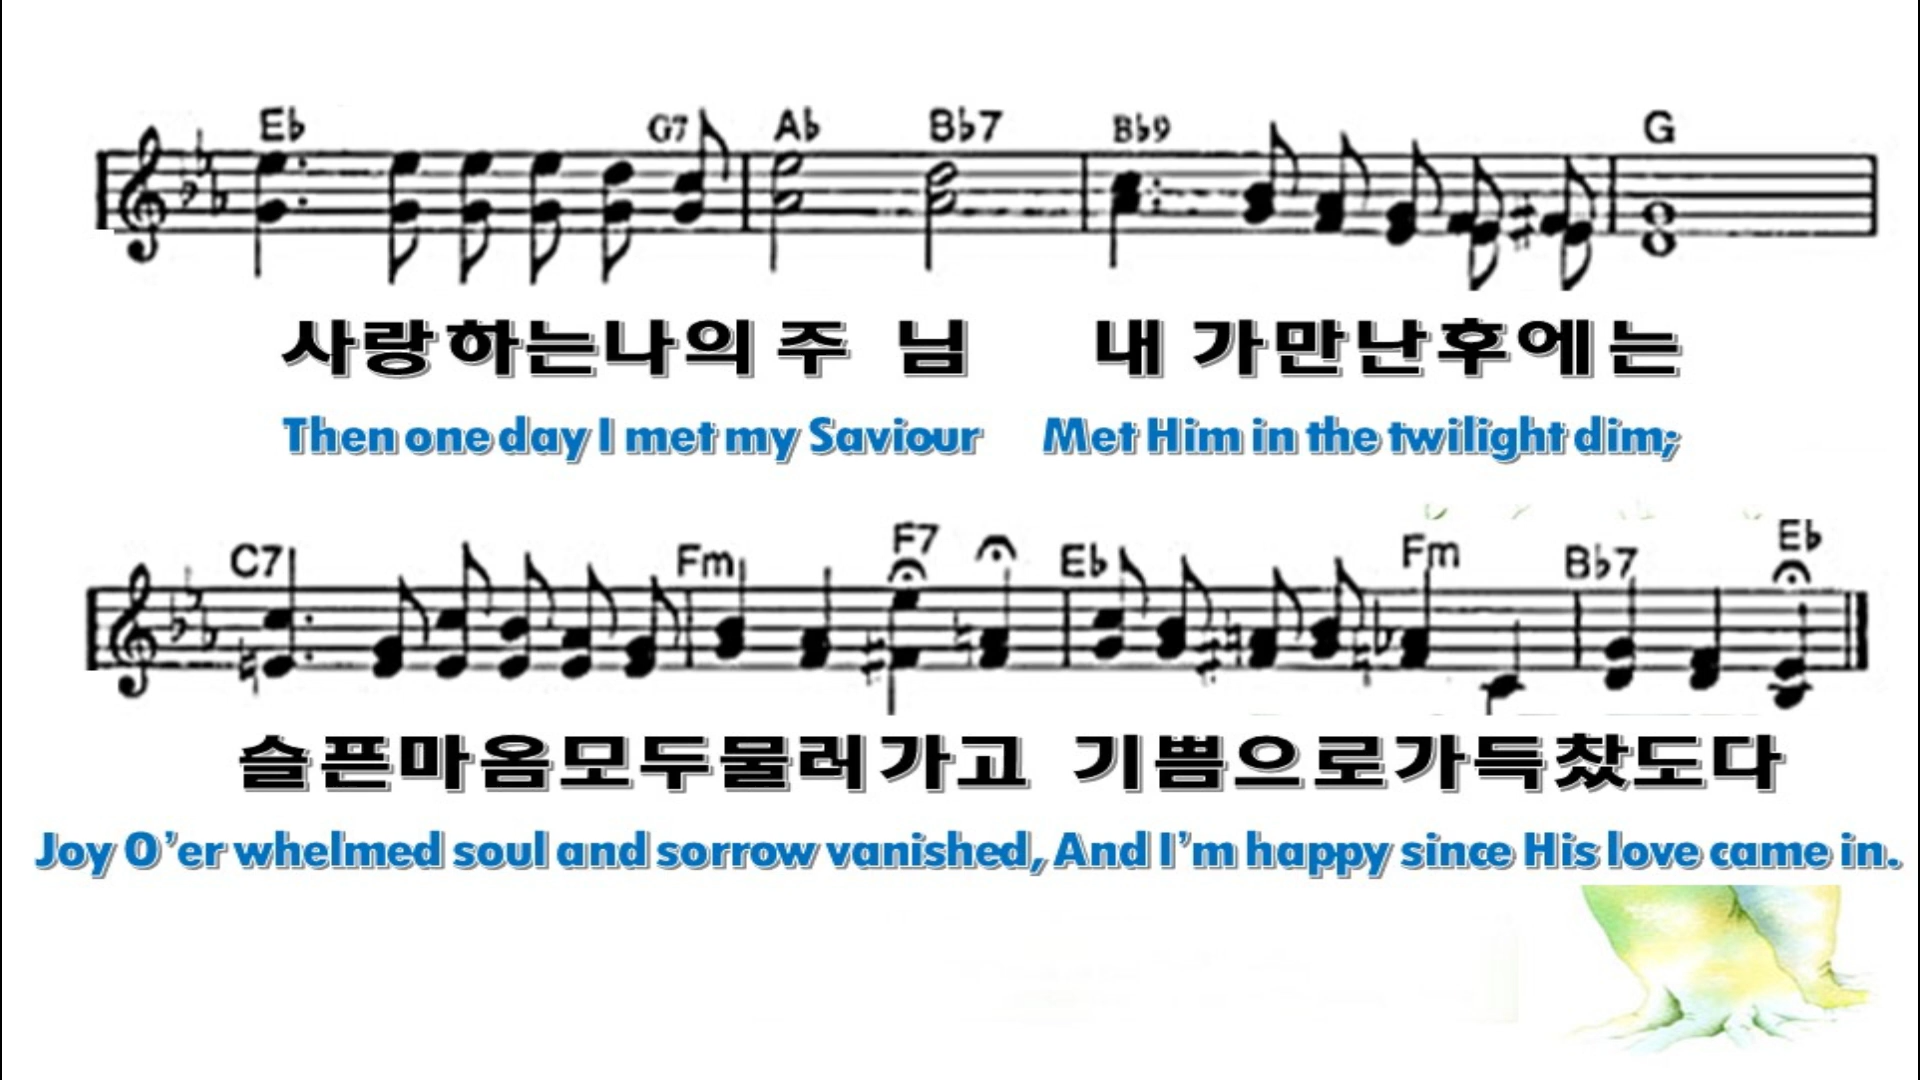 Eb G7 Ab Bb7 Bb9 G
사랑하는나의 주 님 내 가만난후에는
Then one day I met my Saviour Met Him in the twilight dim;
C7 Fm F7 Eb Fm Bb7 Eb
슬픈마옴모두물러가고 기쁨으로가득찼도다
Joy O'er whelmed soul and sorrow vanished, And I'm happy since His love came in.